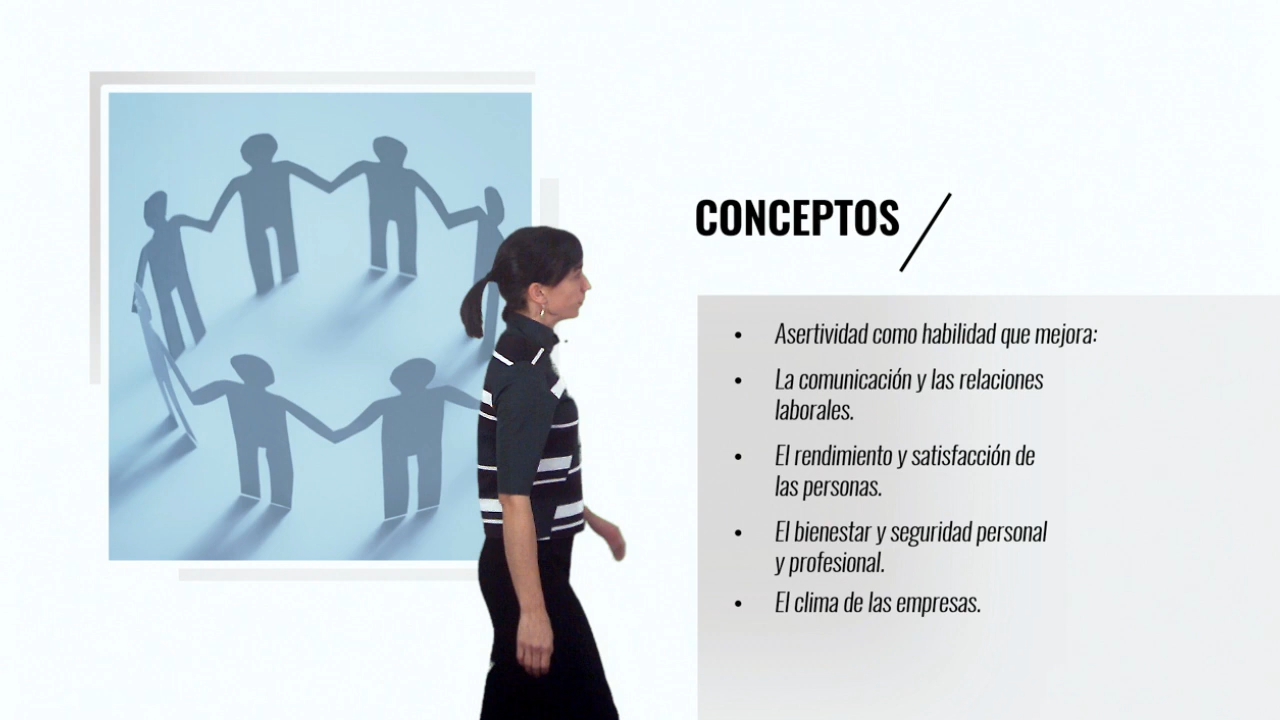 CONCEPTOS
• Asertividad como habilidad que mejora:
• La comunicación y las relaciones
laborales.
• El rendimiento y satisfacción de
las personas.
• El bienestar y seguridad personal
y profesional.
• El clima de las empresas.